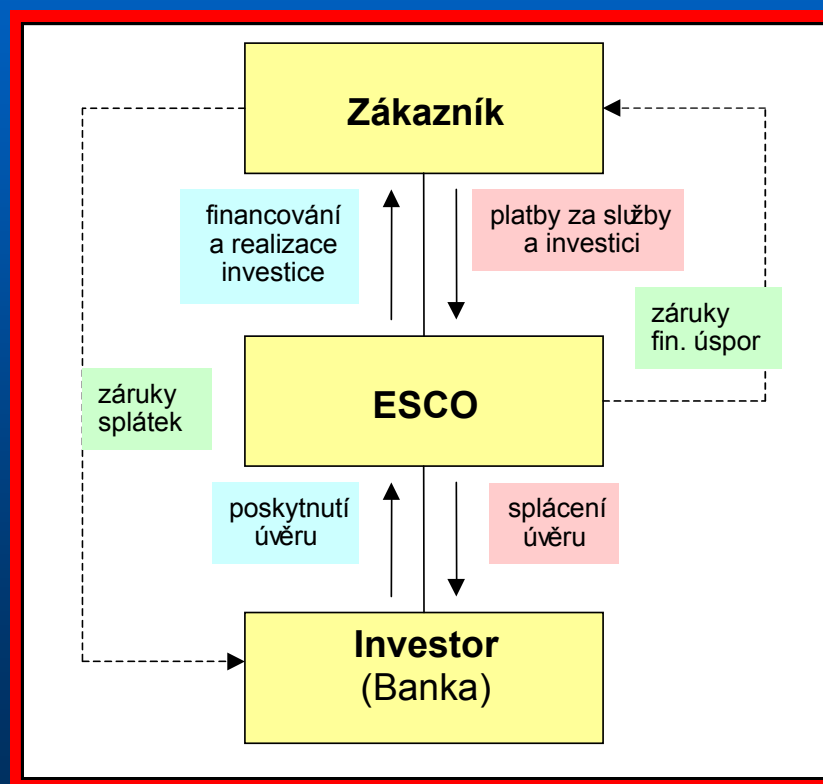 Zákazník
financování
a realizace
investice
platby za služby
a investici
záruky
fin. úspor
ESCO
záruky
splátek
poskytnutí
úvěru
splácení
úvěru
Investor
(Banka)